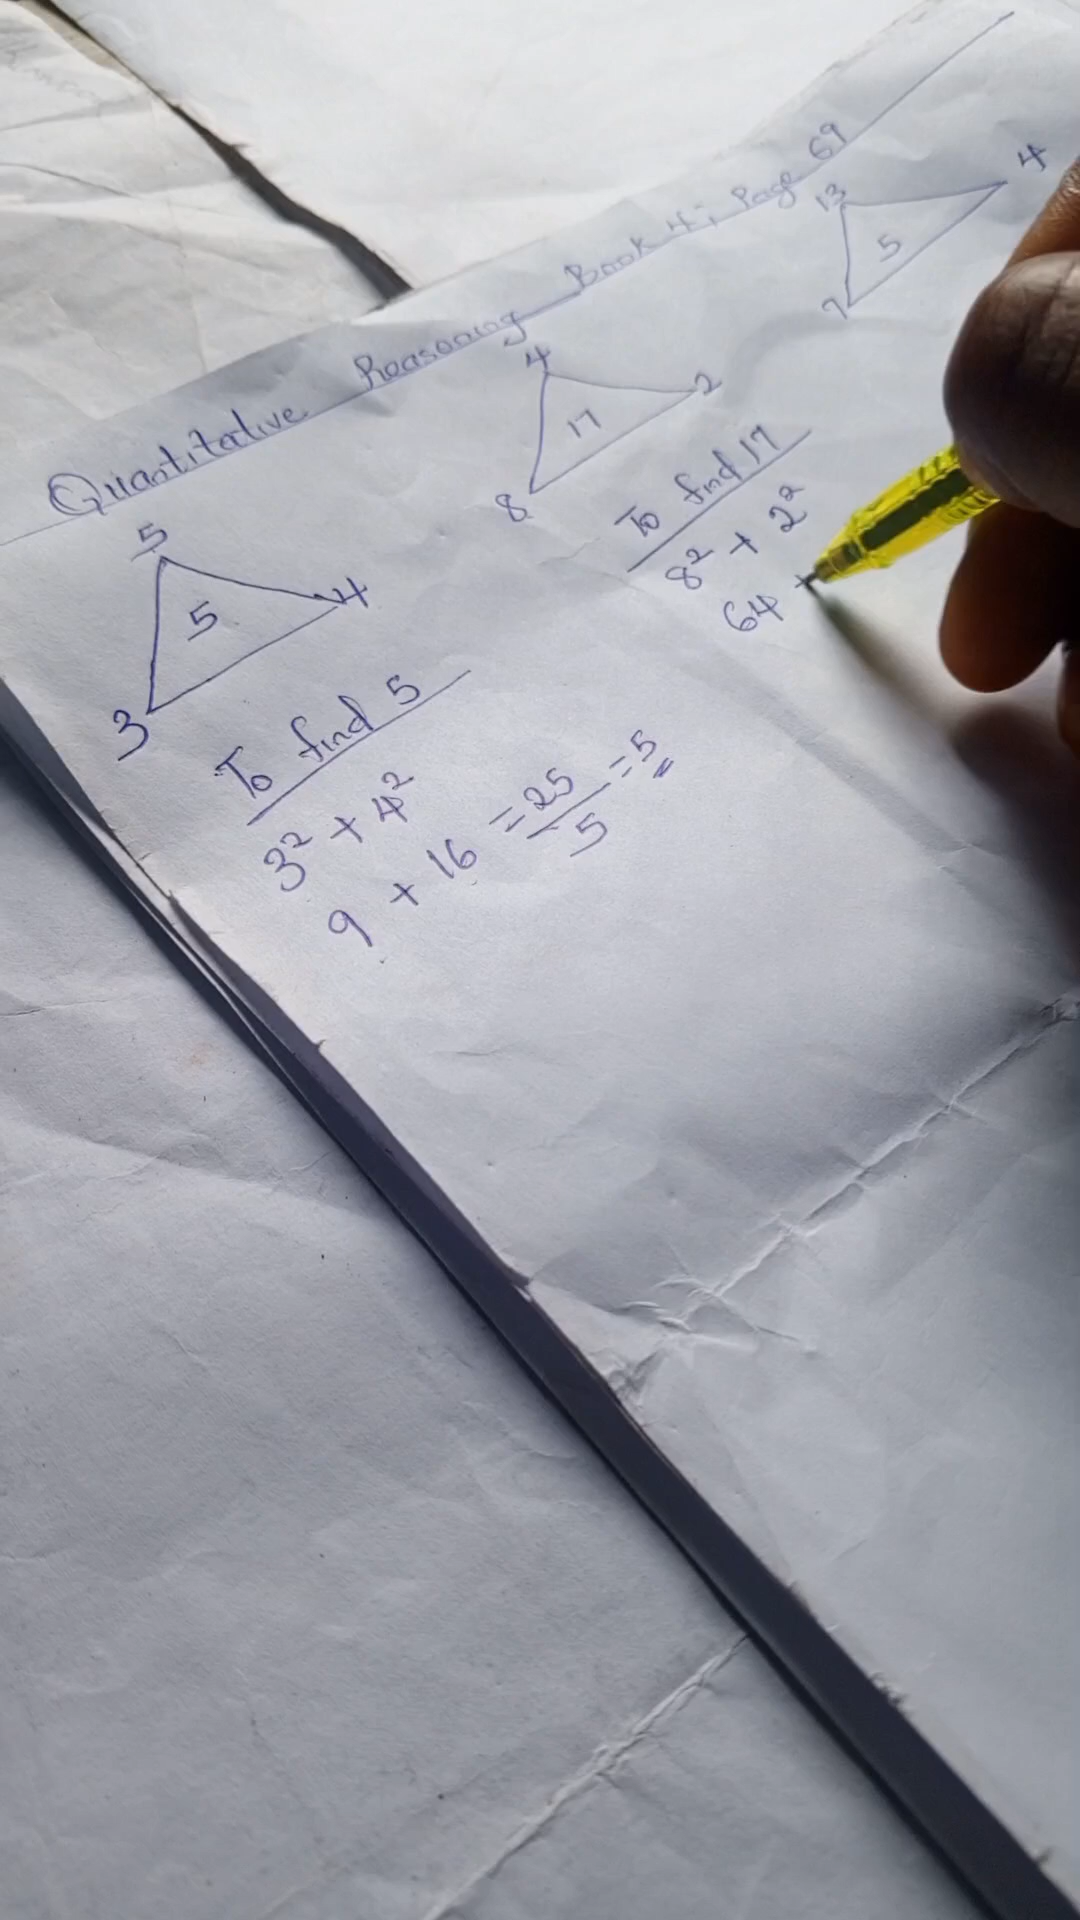 Quantitative Reasoning Book 4; Page 69
5
5
4
3
To find 5
3² + 4²
9 + 16 = 25/5 = 5
4
17
2
8
To find 17
8² + 2²
64 +
13
4
5
7